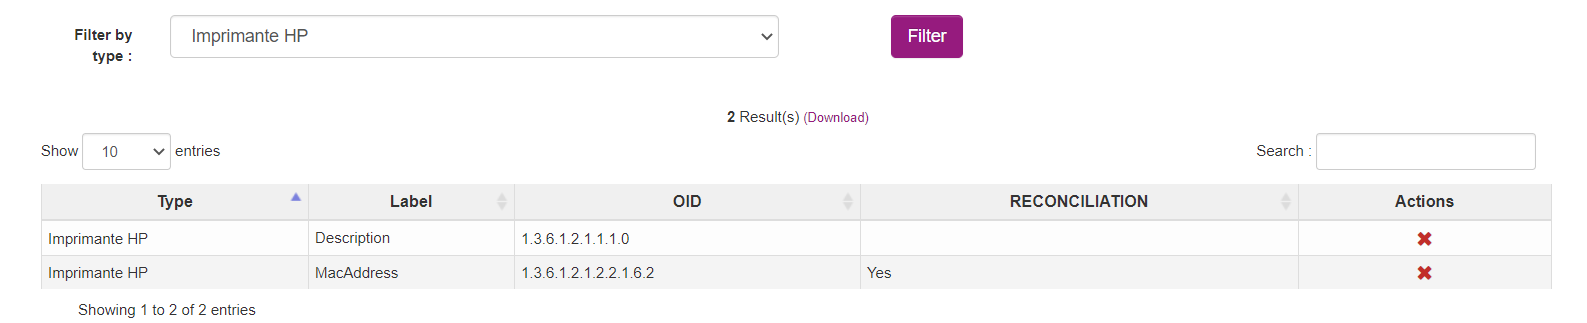 Filter by type :
Imprimante HP
Filter
2 Result(s) (Download)
Show 10 entries
Search :
Type Label OID RECONCILIATION Actions
Imprimante HP Description 1.3.6.1.2.1.1.1.0
Imprimante HP MacAddress 1.3.6.1.2.1.2.2.1.6.2 Yes
Showing 1 to 2 of 2 entries